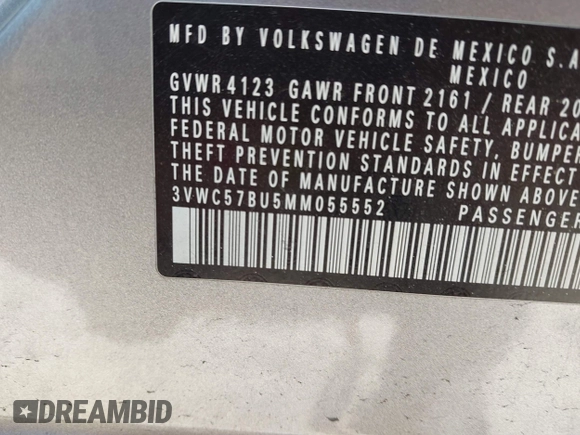 MFD BY VOLKSWAGEN DE MEXICO S.A
MEXICO
GVWR 4123 GAWR FRONT 2161 / REAR 20
THIS VEHICLE CONFORMS TO ALL APPLICA
FEDERAL MOTOR VEHICLE SAFETY, BUMPER
THEFT PREVENTION STANDARDS IN EFFECT
THE DATE OF MANUFACTURE SHOWN ABOVE
3VWC57BU5MM055552 PASSENGER
DREAMBID